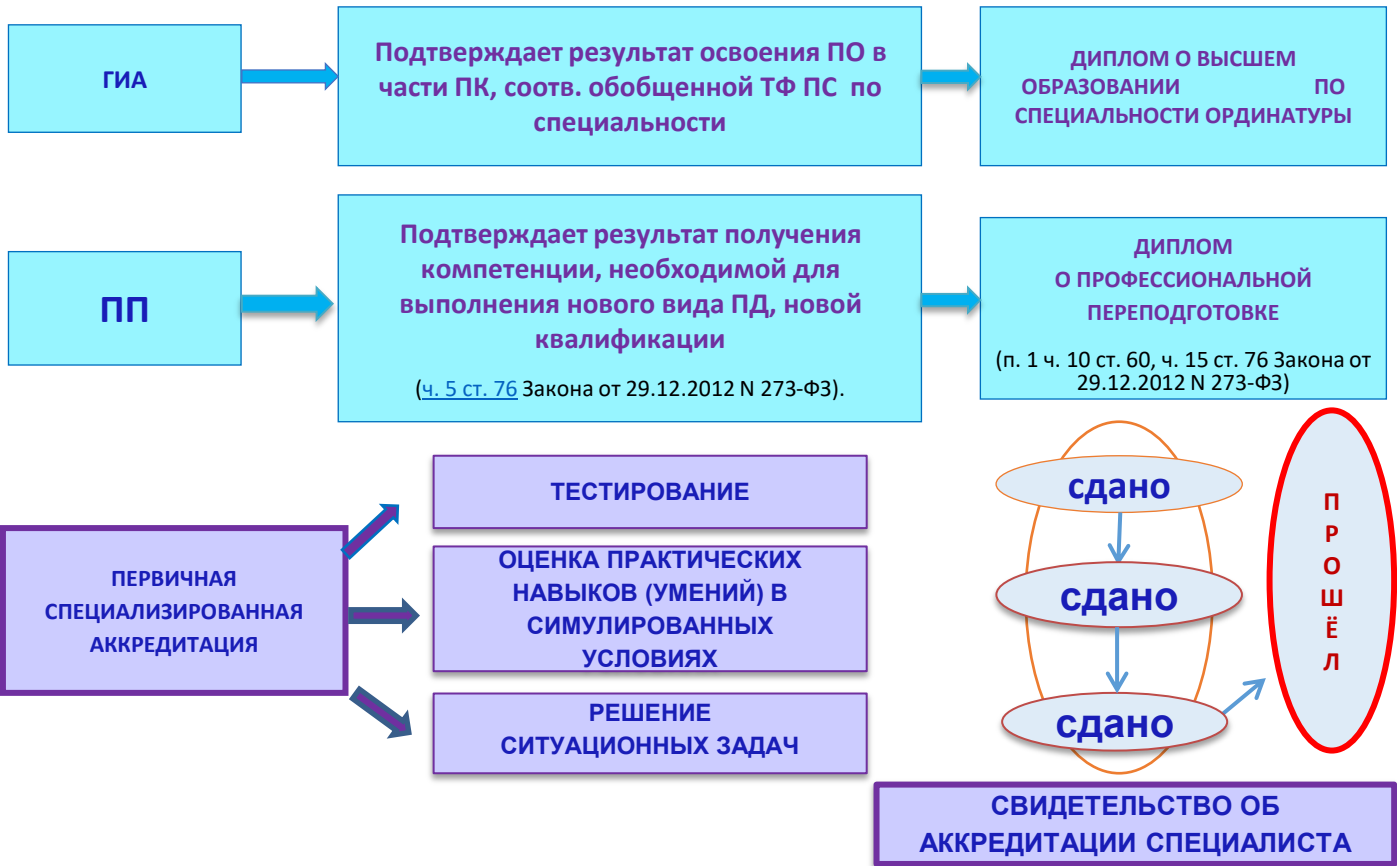 ГИА
Подтверждает результат освоения ПО в
части ПК, соотв. обобщенной ТФ ПС по
специальности
ДИПЛОМ О ВЫСШЕМ
ОБРАЗОВАНИИ ПО
СПЕЦИАЛЬНОСТИ ОРДИНАТУРЫ
ПП
Подтверждает результат получения
компетенции, необходимой для
выполнения нового вида ПД, новой
квалификации
(ч. 5 ст. 76 Закона от 29.12.2012 N 273-ФЗ).
ДИПЛОМ
О ПРОФЕССИОНАЛЬНОЙ
ПЕРЕПОДГОТОВКЕ
(п. 1 ч. 10 ст. 60, ч. 15 ст. 76 Закона от
29.12.2012 N 273-ФЗ)
ПЕРВИЧНАЯ
СПЕЦИАЛИЗИРОВАННАЯ
АККРЕДИТАЦИЯ
ТЕСТИРОВАНИЕ
ОЦЕНКА ПРАКТИЧЕСКИХ
НАВЫКОВ (УМЕНИЙ) В
СИМУЛИРОВАННЫХ
УСЛОВИЯХ
РЕШЕНИЕ
СИТУАЦИОННЫХ ЗАДАЧ
сдано
сдано
сдано
П
Р
О
Ш
Ё
Л
СВИДЕТЕЛЬСТВО ОБ
АККРЕДИТАЦИИ СПЕЦИАЛИСТА